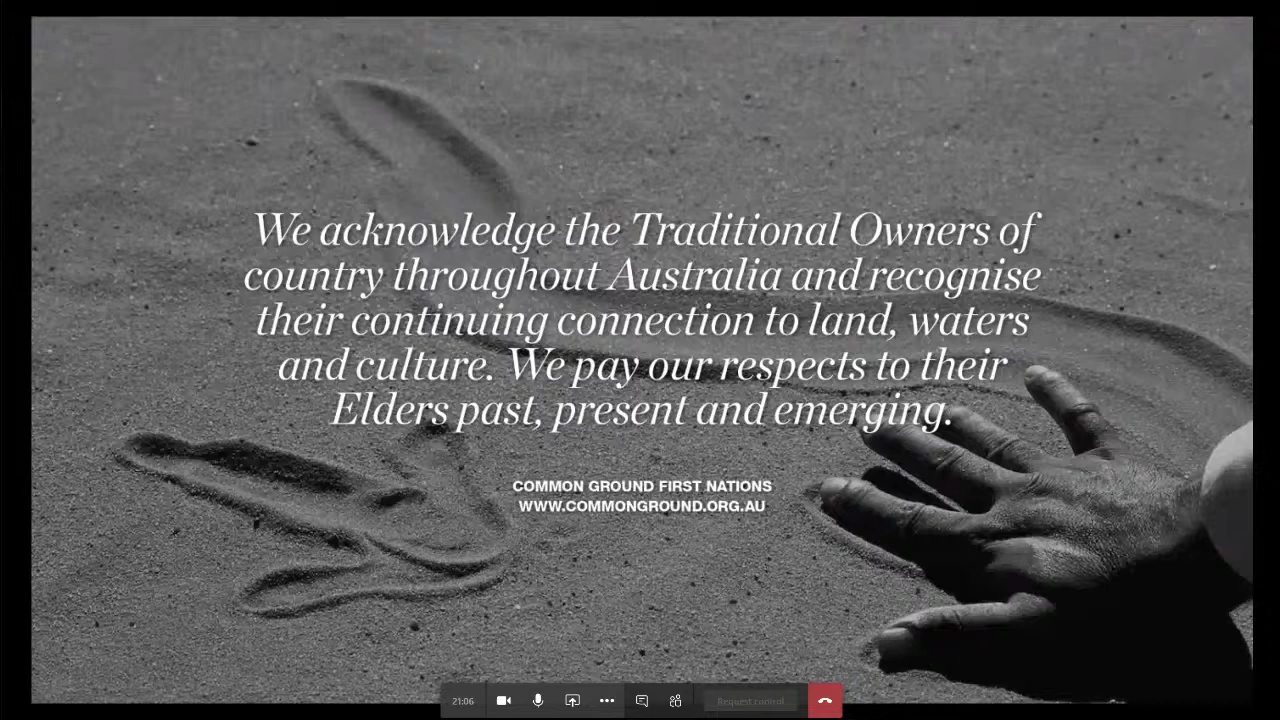 We acknowledge the Traditional Owners of
country throughout Australia and recognise
their continuing connection to land, waters
and culture. We pay our respects to their
Elders past, present and emerging.
COMMON GROUND FIRST NATIONS
WWW.COMMONGROUND.ORG.AU
21:06
Request control